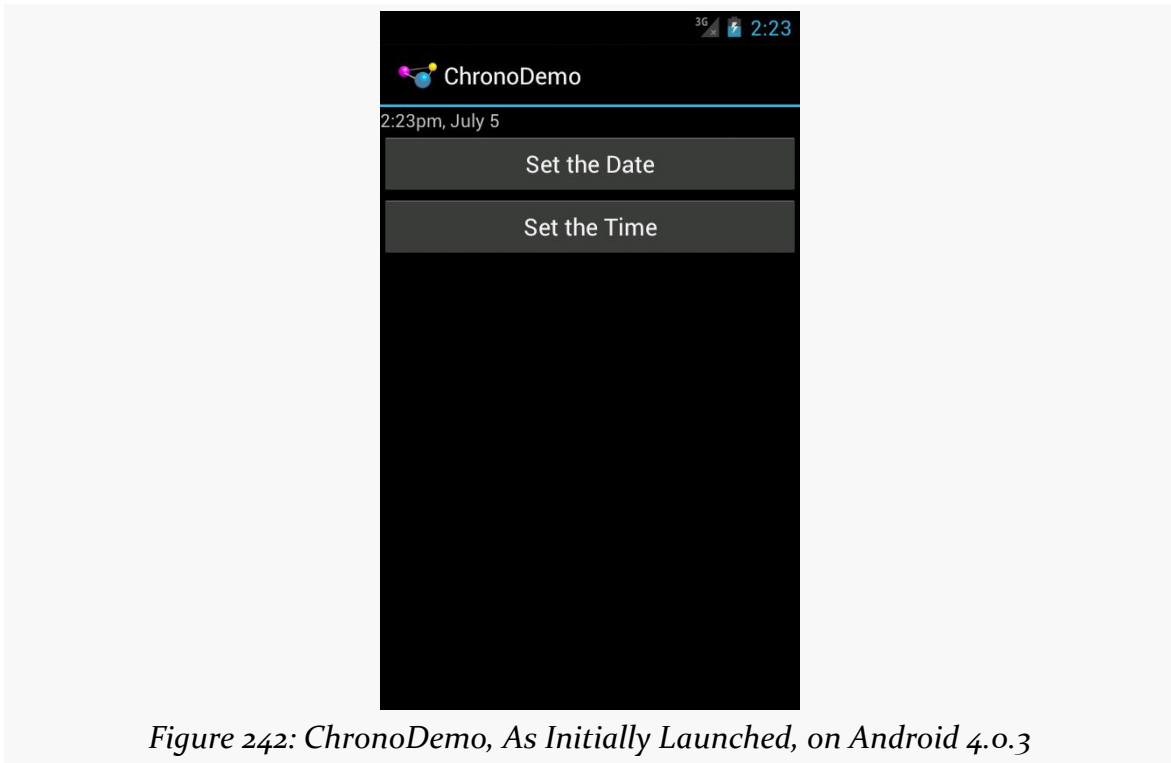 3G 2:23
ChronoDemo
2:23pm, July 5
Set the Date
Set the Time
Figure 242: ChronoDemo, As Initially Launched, on Android 4.0.3